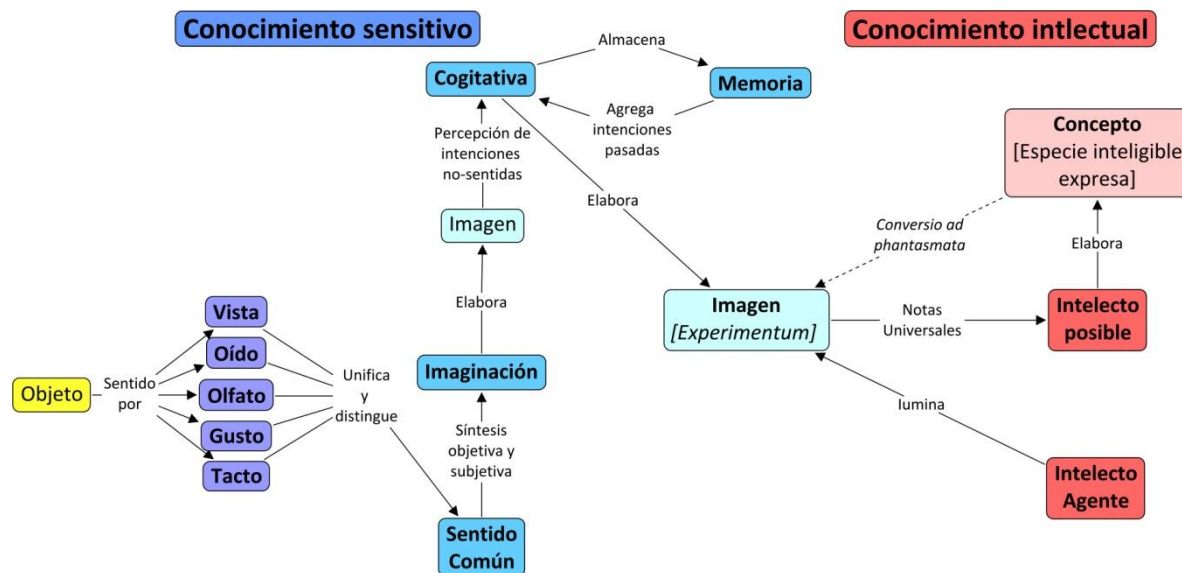 Conocimiento sensitivo
Conocimiento intlectual
Almacena
Cogitativa
Memoria
Agrega
intenciones
pasadas
Percepción de
intenciones
no-sentidas
Concepto
[Especie inteligible
expresa]
Elabora
Imagen
Conversio ad
phantasmata
Elabora
Elabora
Imagen
[Experimentum]
Notas
Universales
Intelecto
posible
Vista
Oído
Olfato
Gusto
Tacto
Objeto
Sentido
por
Unifica
y
distingue
Imaginación
Síntesis
objetiva y
subjetiva
Iumina
Intelecto
Agente
Sentido
Común